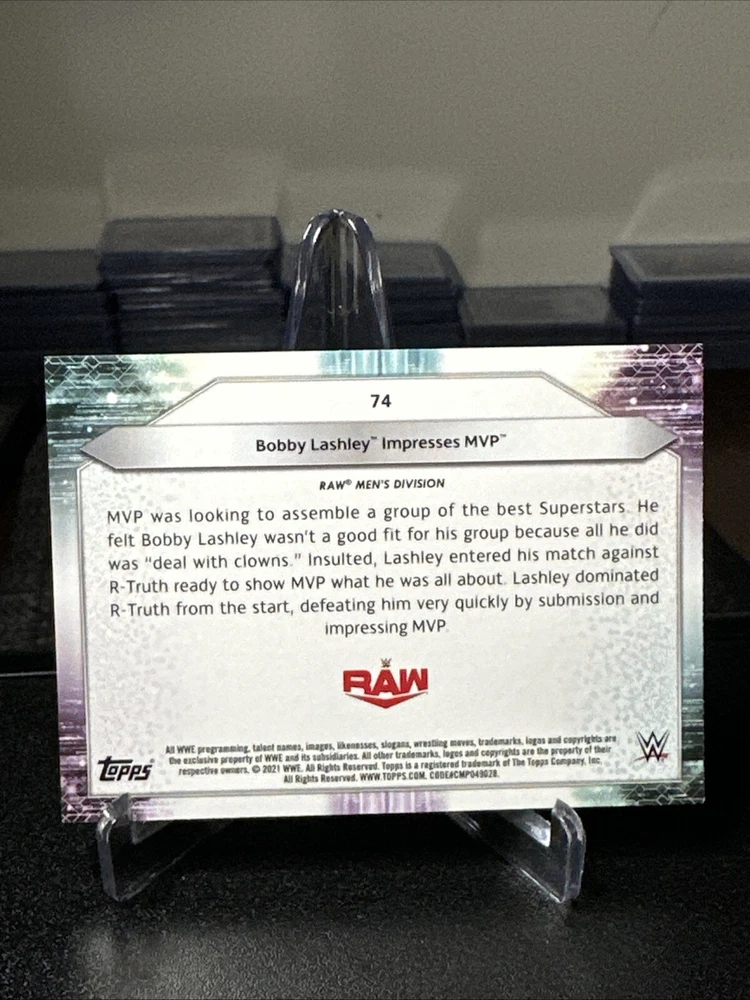 74
Bobby Lashley™ Impresses MVP™
RAW® MEN'S DIVISION
MVP was looking to assemble a group of the best Superstars. He
felt Bobby Lashley wasn't a good fit for his group because all he did
was "deal with clowns." Insulted, Lashley entered his match against
R-Truth ready to show MVP what he was all about. Lashley dominated
R-Truth from the start, defeating him very quickly by submission and
impressing MVP.
RAW
Topps
All WWE programming, talent names, images, likenesses, slogans, wrestling moves, trademarks, logos and copyrights are
the exclusive property of WWE and its subsidiaries. All other trademarks, logos and copyrights are the property of their
respective owners. © 2021 WWE. All Rights Reserved. Topps is a registered trademark of The Topps Company, Inc.
All Rights Reserved. WWW.TOPPS.COM. CODE#CMP049028.
W